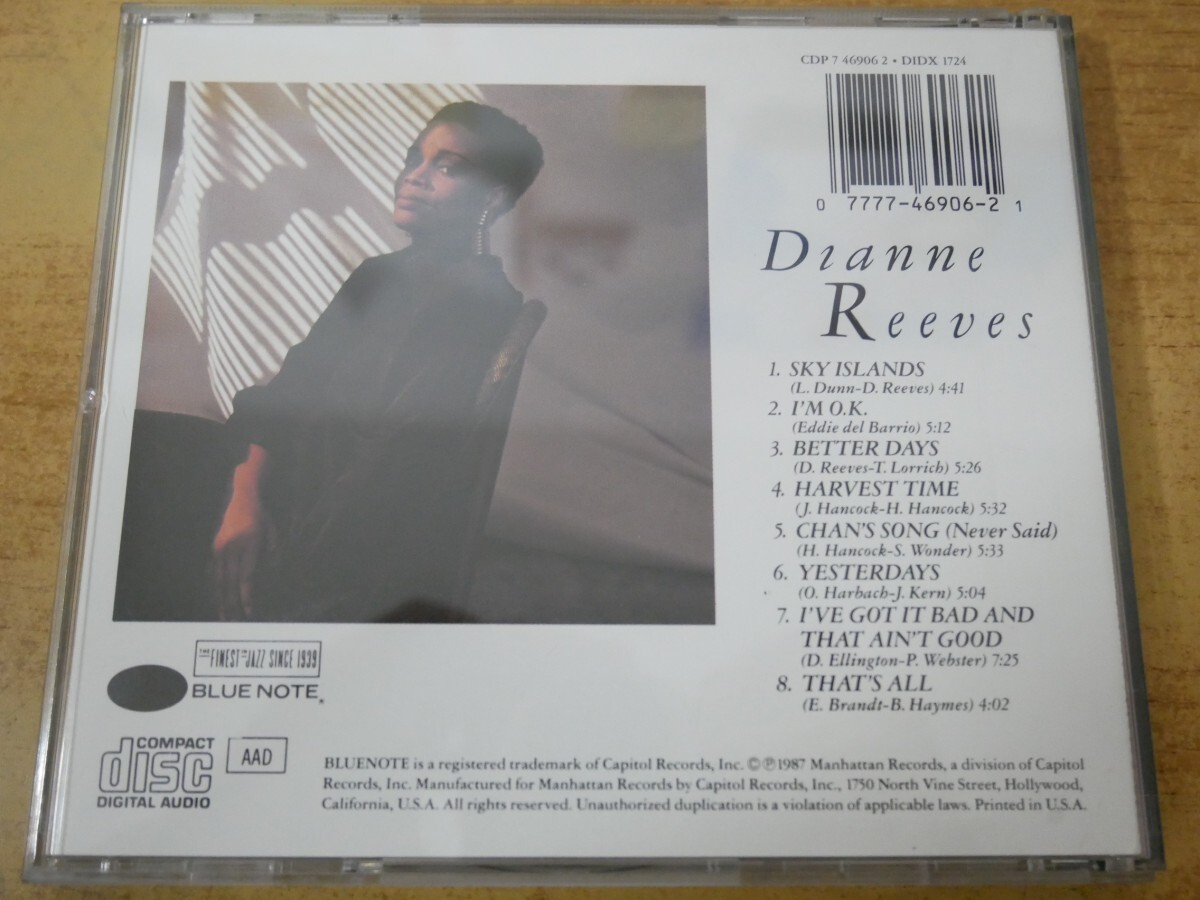 CDP 7 46906 2 • DIDX 1724
0 7777-46906-2 1
Dianne
Reeves
1. SKY ISLANDS
(L. Dunn-D. Reeves) 4:41
2. I'M O.K.
(Eddie del Barrio) 5:12
3. BETTER DAYS
(D. Reeves-T. Lorrich) 5:26
4. HARVEST TIME
(J. Hancock-H. Hancock) 5:32
5. CHAN'S SONG (Never Said)
(H. Hancock-S. Wonder) 5:33
6. YESTERDAYS
(O. Harbach-J. Kern) 5:04
7. I'VE GOT IT BAD AND
THAT AIN'T GOOD
(D. Ellington-P. Webster) 7:25
8. THAT'S ALL
(E. Brandt-B. Haymes) 4:02
THE FINEST IN JAZZ SINCE 1939
BLUE NOTE®
COMPACT
disc
DIGITAL AUDIO
AAD
BLUENOTE is a registered trademark of Capitol Records, Inc. ©℗1987 Manhattan Records, a division of Capitol
Records, Inc. Manufactured for Manhattan Records by Capitol Records, Inc., 1750 North Vine Street, Hollywood,
California, U.S.A. All rights reserved. Unauthorized duplication is a violation of applicable laws. Printed in U.S.A.